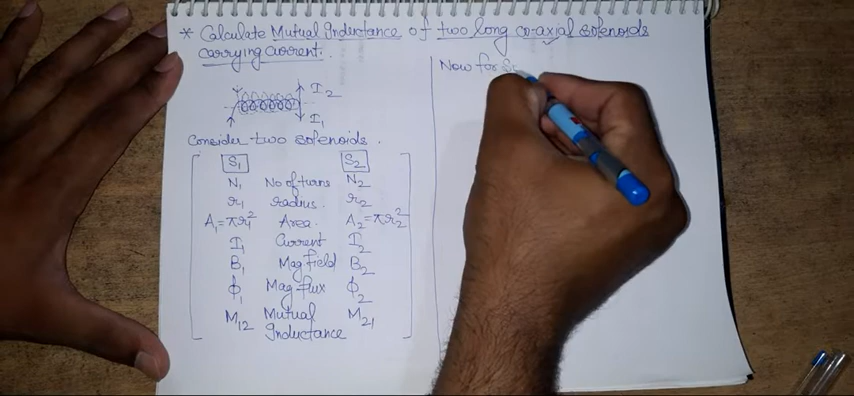 * Calculate Mutual Inductance of two long co-axial solenoids
carrying current.
I2
I1
Consider two solenoids.
S1 S2
N1 No of turns N2
r1 radius. r2
A1=πr1² Area. A2=πr2²
I1 Current I2
B1 Mag field B2
ϕ1 Mag flux ϕ2
M12 Mutual Inductance M21
Now for